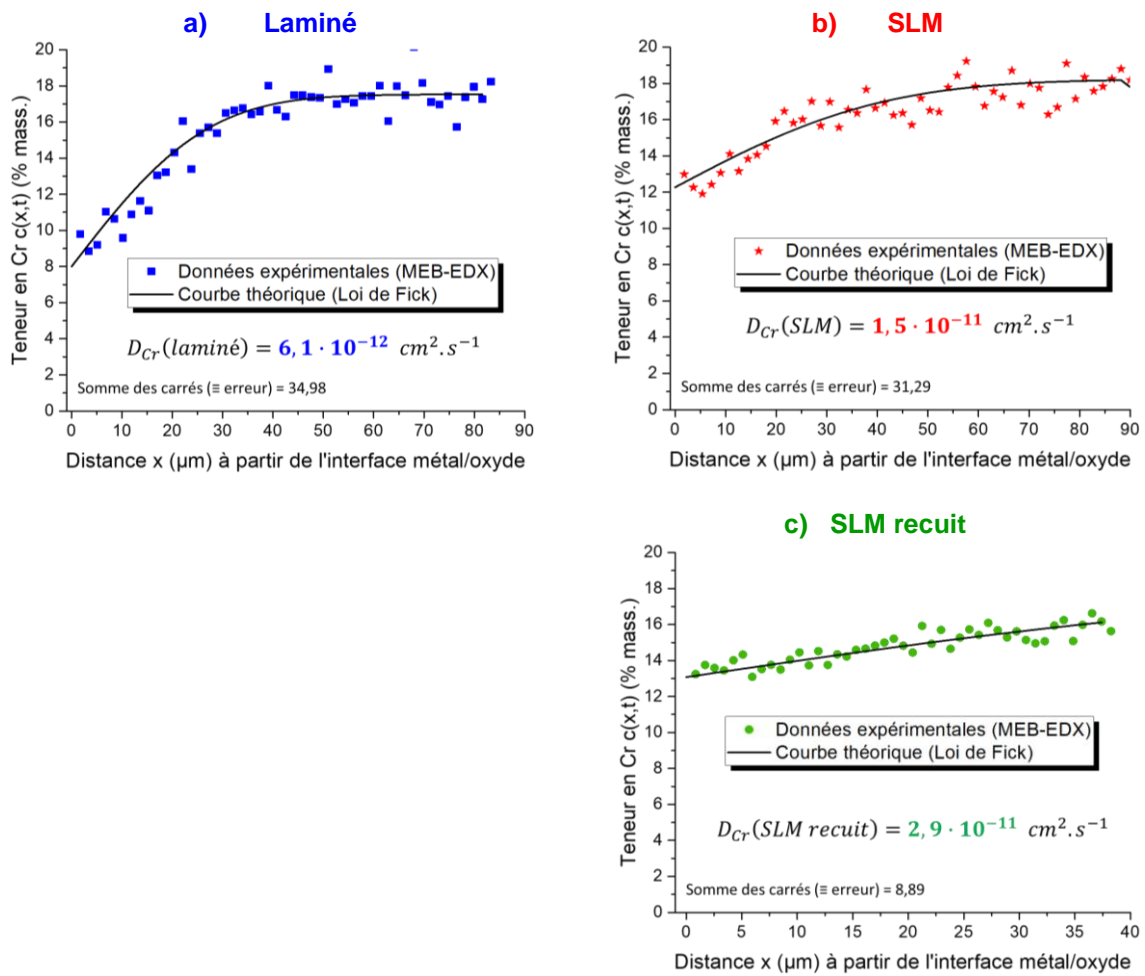 a) Laminé
20
18
16
14
12
10
8
6
4
2
0
Teneur en Cr c(x,t) (% mass.)
Données expérimentales (MEB-EDX)
Courbe théorique (Loi de Fick)
D_Cr(laminé) = 6,1 · 10⁻¹² cm².s⁻¹
Somme des carrés (≡ erreur) = 34,98
0 10 20 30 40 50 60 70 80 90
Distance x (µm) à partir de l'interface métal/oxyde
b) SLM
20
18
16
14
12
10
8
6
4
2
0
Teneur en Cr c(x,t) (% mass.)
Données expérimentales (MEB-EDX)
Courbe théorique (Loi de Fick)
D_Cr(SLM) = 1,5 · 10⁻¹¹ cm².s⁻¹
Somme des carrés (≡ erreur) = 31,29
0 10 20 30 40 50 60 70 80 90
Distance x (µm) à partir de l'interface métal/oxyde
c) SLM recuit
20
18
16
14
12
10
8
6
4
2
0
Teneur en Cr c(x,t) (% mass.)
Données expérimentales (MEB-EDX)
Courbe théorique (Loi de Fick)
D_Cr(SLM recuit) = 2,9 · 10⁻¹¹ cm².s⁻¹
Somme des carrés (≡ erreur) = 8,89
0 5 10 15 20 25 30 35 40
Distance x (µm) à partir de l'interface métal/oxyde